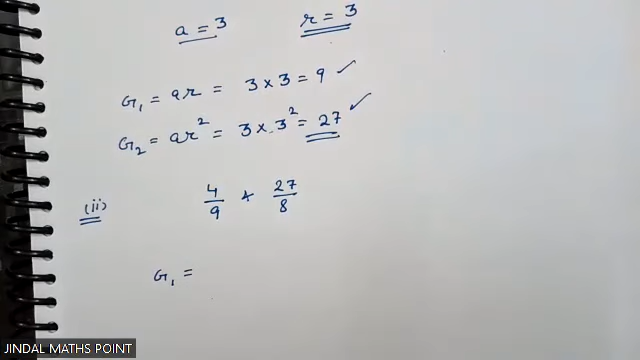 a = 3 r = 3
G₁ = ar = 3 × 3 = 9 ✓
G₂ = ar² = 3 × 3² = 27 ✓
(ii) 4/9 & 27/8
G₁ =
JINDAL MATHS POINT